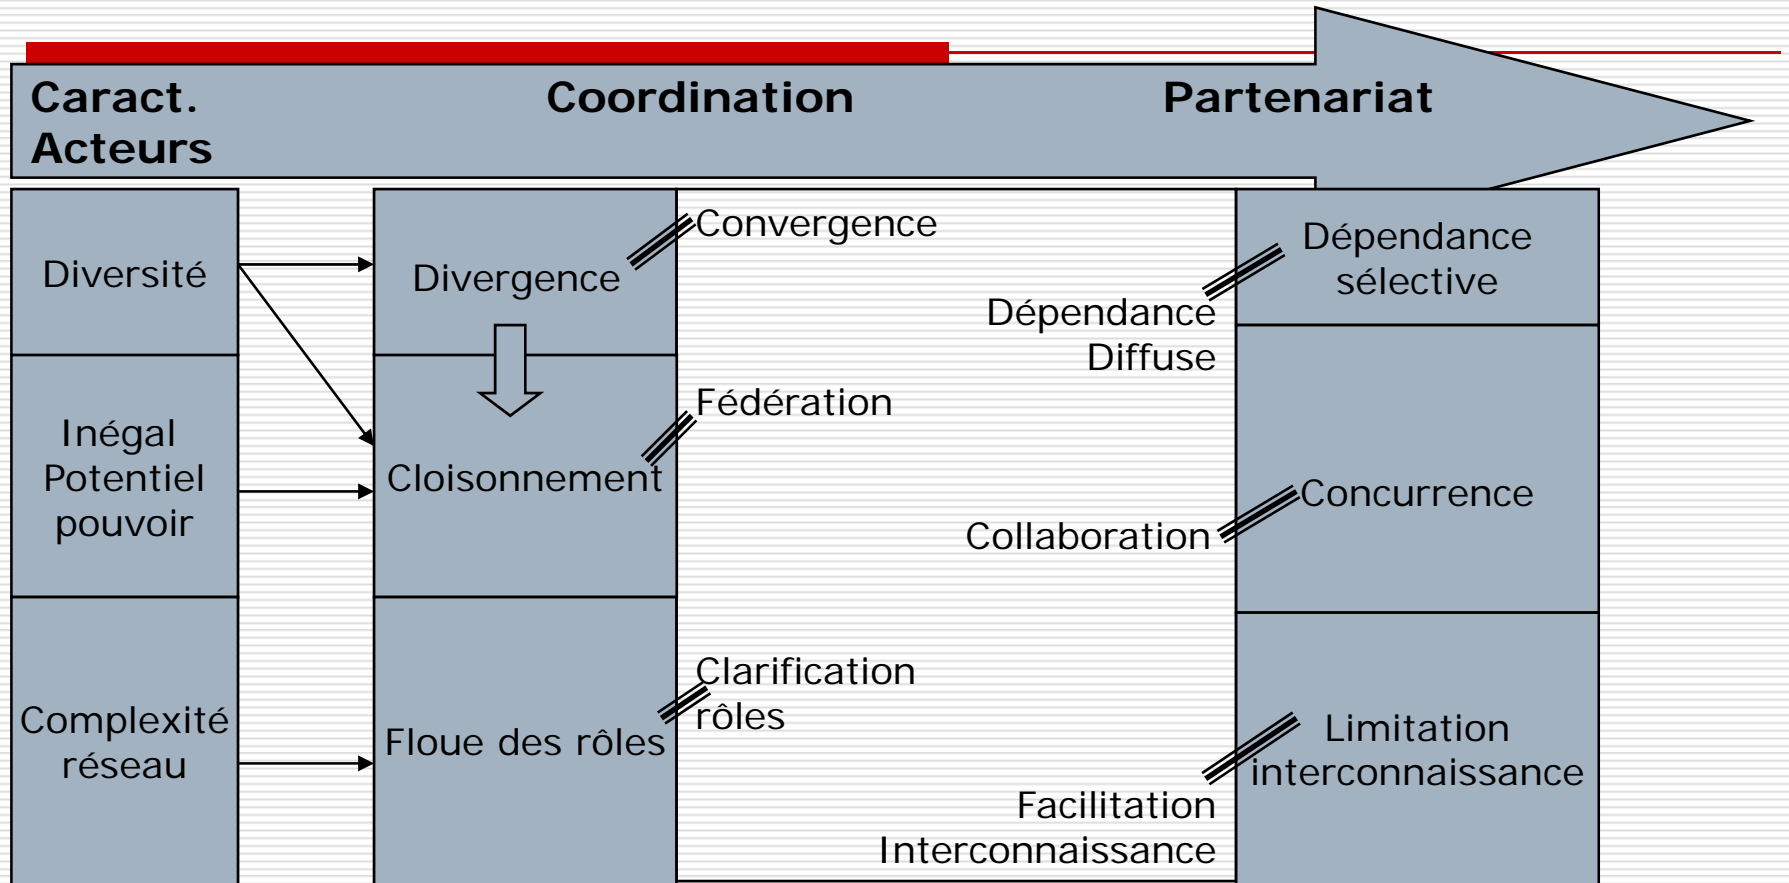 Caract.
Acteurs
Coordination
Partenariat
Diversité
Inégal
Potentiel
pouvoir
Complexité
réseau
Divergence
Cloisonnement
Floue des rôles
Convergence
Fédération
Clarification
rôles
Dépendance
Diffuse
Collaboration
Facilitation
Interconnaissance
Dépendance
sélective
Concurrence
Limitation
interconnaissance